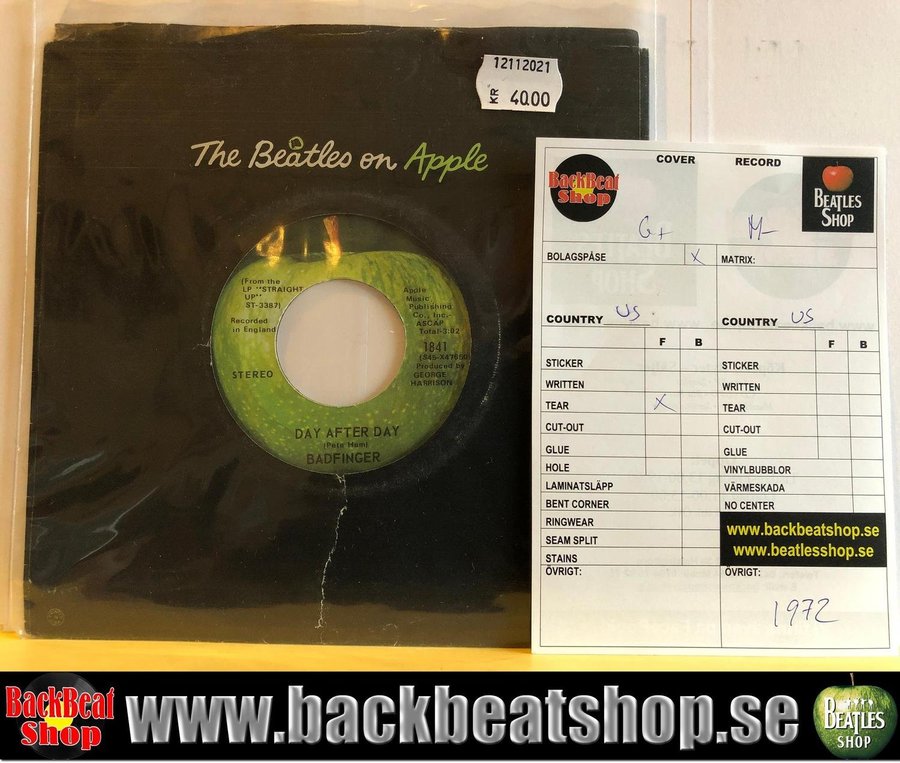 12112021
KR 40.00
The Beatles on Apple
(From the
LP "STRAIGHT
UP"
ST-3387)
Recorded
in England
STEREO
Apple
Music
Publishing
Co., Inc.-
ASCAP
Total-3:02
1841
(S45-X47650)
Produced by
GEORGE
HARRISON
DAY AFTER DAY
(Pete Ham)
BADFINGER
COVER RECORD
BackBeat
Shop
BEATLES
SHOP
G+ M-
BOLAGSPÅSE X MATRIX:
COUNTRY US COUNTRY US
F B F B
STICKER STICKER
WRITTEN WRITTEN
TEAR X TEAR
CUT-OUT CUT-OUT
GLUE GLUE
HOLE VINYLBUBBLOR
LAMINATSLÄPP VÄRMESKADA
BENT CORNER NO CENTER
RINGWEAR
SEAM SPLIT
STAINS
www.backbeatshop.se
www.beatlesshop.se
ÖVRIGT: ÖVRIGT:
1972
BackBeat
Shop
www.backbeatshop.se
BEATLES
SHOP